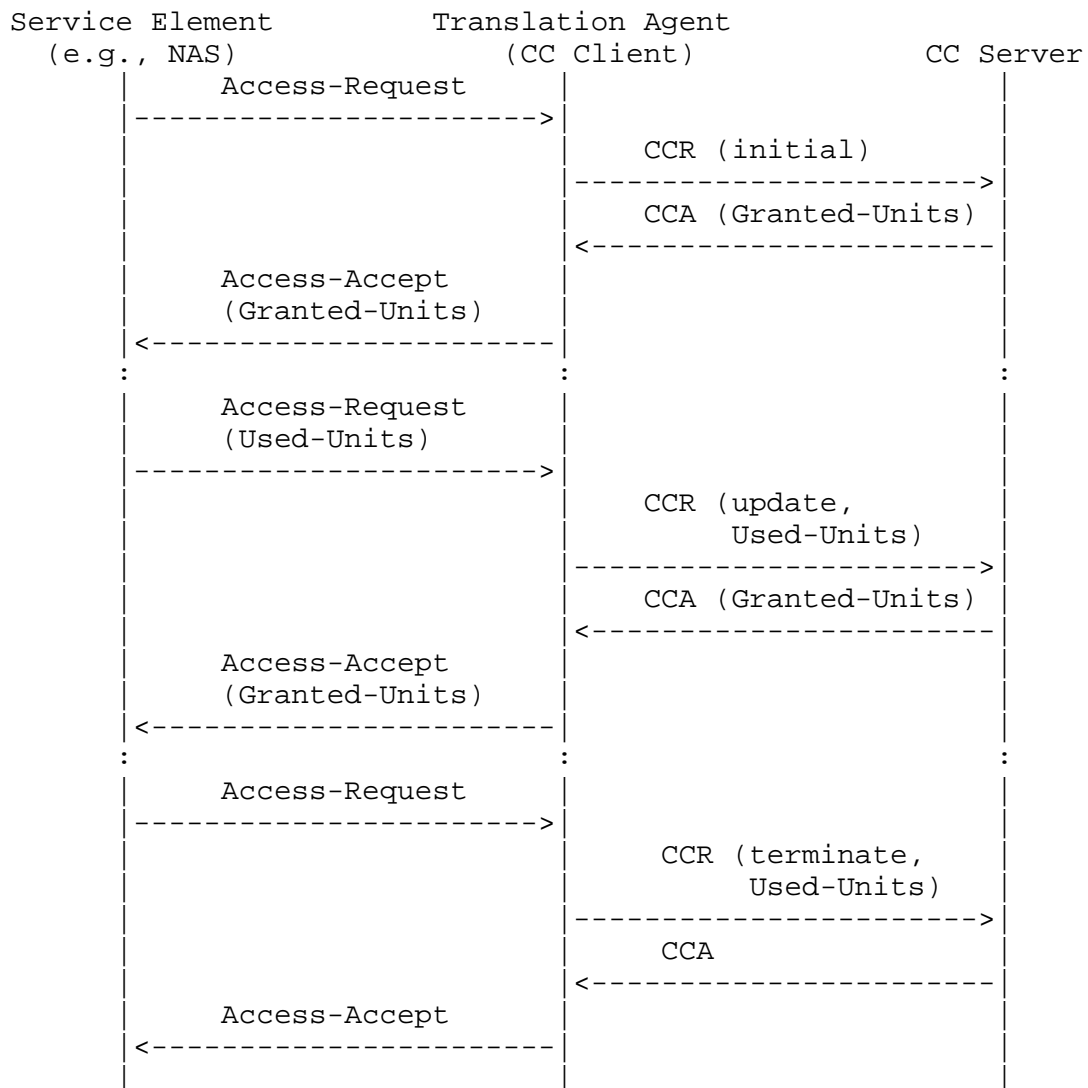 Service Element Translation Agent
(e.g., NAS) (CC Client) CC Server
Access-Request
CCR (initial)
CCA (Granted-Units)
Access-Accept
(Granted-Units)
Access-Request
(Used-Units)
CCR (update,
Used-Units)
CCA (Granted-Units)
Access-Accept
(Granted-Units)
Access-Request
CCR (terminate,
Used-Units)
CCA
Access-Accept